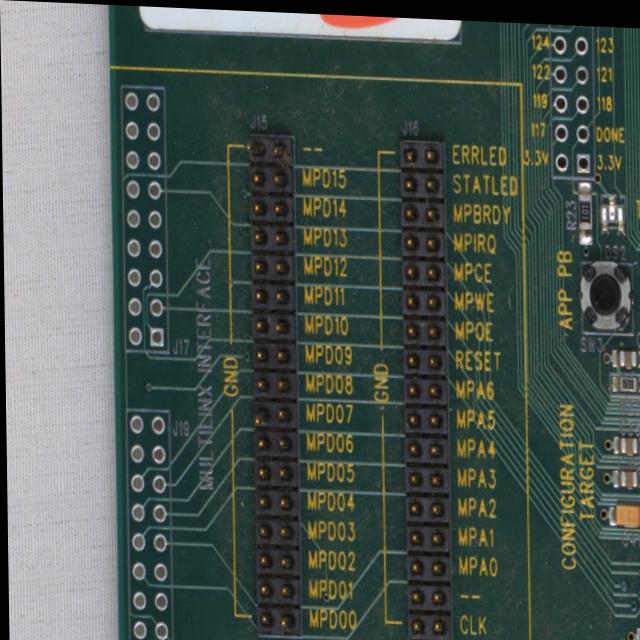 124 123
122 121
119 118
117 DONE
3.3V 3.3V
J15
--
MPD15
MPD14
MPD13
MPD12
MPD11
MPD10
MPD09
MPD08
MPD07
MPD06
MPD05
MPD04
MPD03
MPD02
MPD01
MPD00
GND
J16
ERRLED
STATLED
MPBRDY
MPIRQ
MPCE
MPWE
MPOE
RESET
MPA6
MPA5
MPA4
MPA3
MPA2
MPA1
MPA0
--
CLK
GND
J17
J19
MULTILINX INTERFACE
R23
APP PB
CONFIGURATION
TARGET